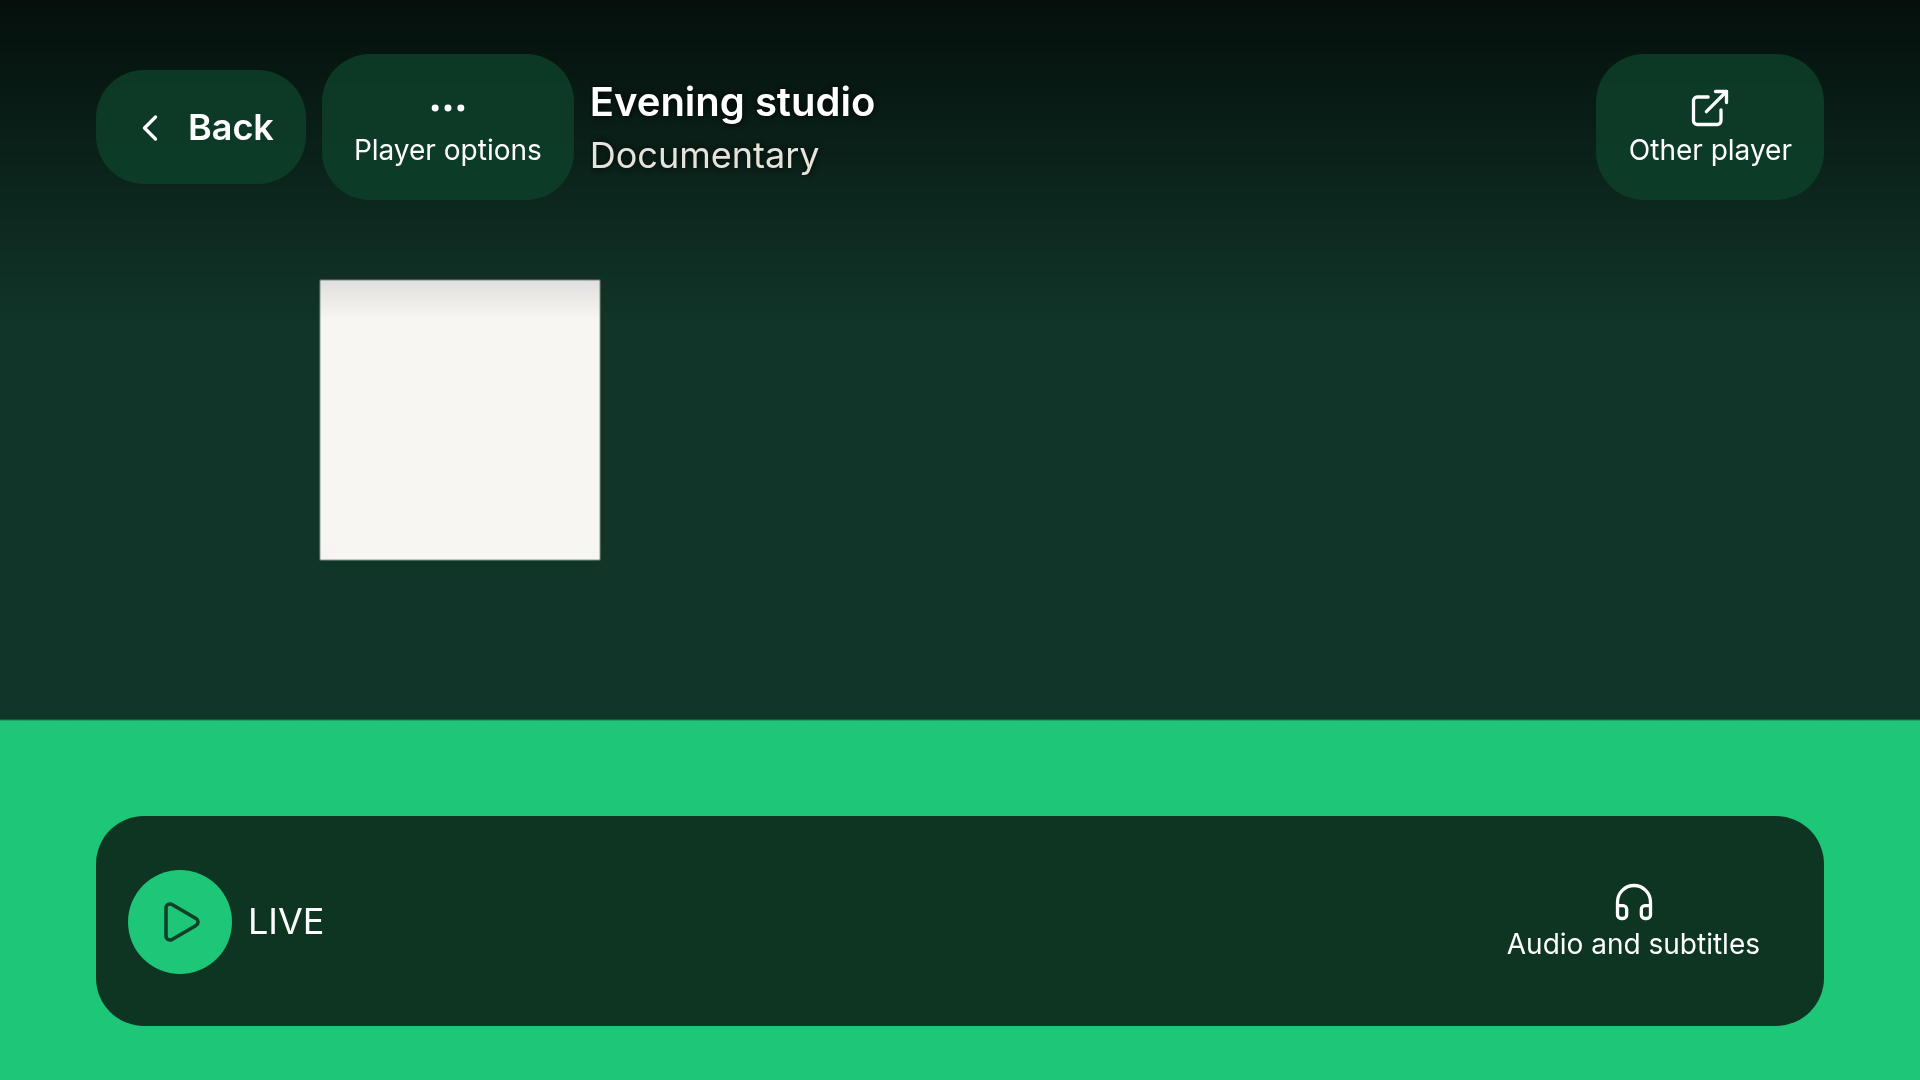 Back
Player options
Evening studio
Documentary
Other player
LIVE
Audio and subtitles